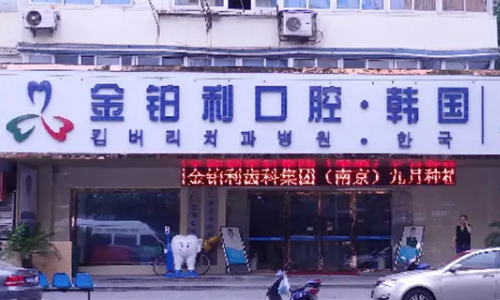 金铂利口腔·韩国
킴버리치과병원·한국
金铂利齿科集团(南京)九月种植